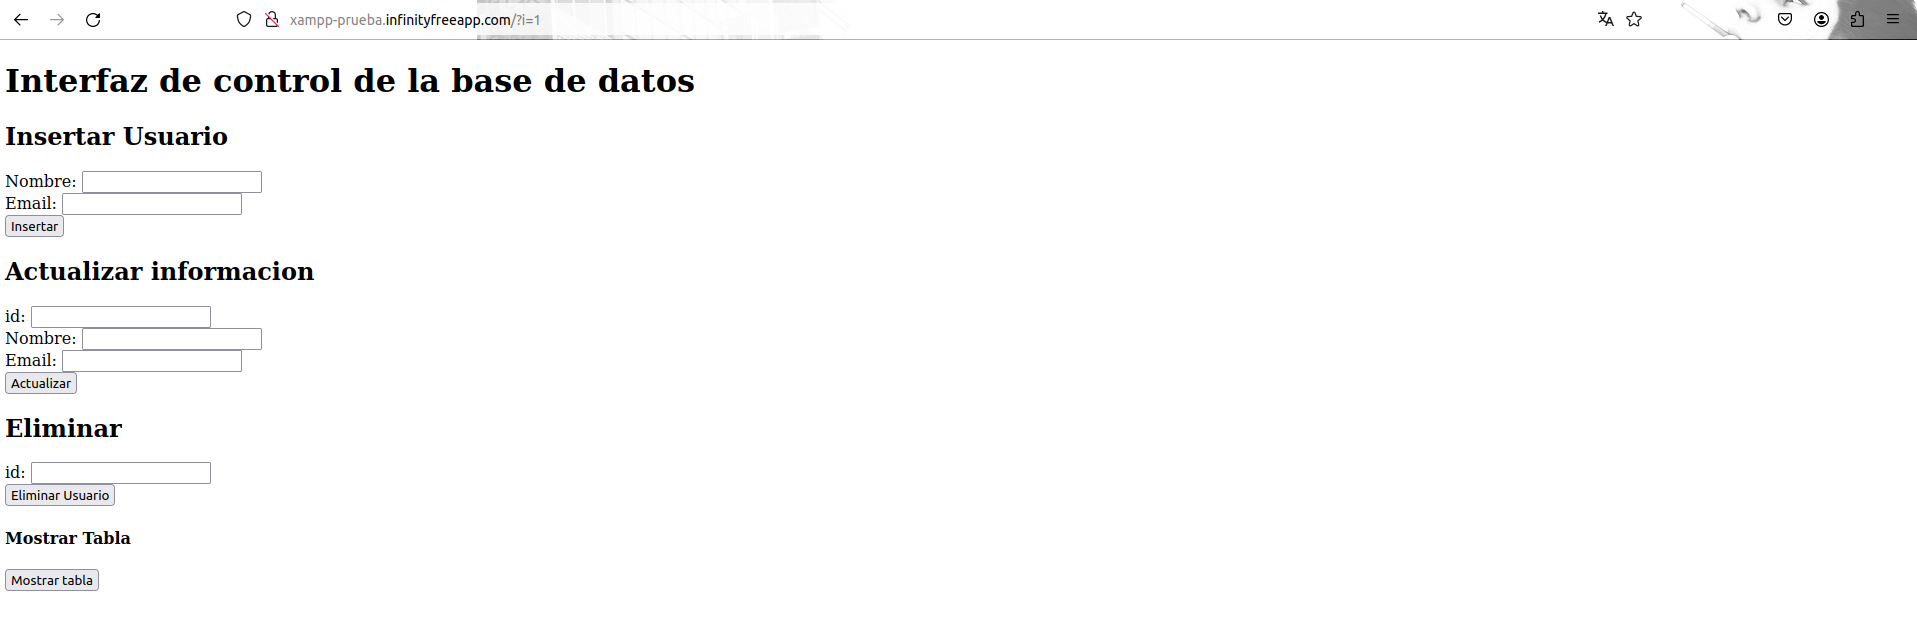 xampp-prueba.infinityfreeapp.com/?i=1
Interfaz de control de la base de datos
Insertar Usuario
Nombre:
Email:
Insertar
Actualizar informacion
id:
Nombre:
Email:
Actualizar
Eliminar
id:
Eliminar Usuario
Mostrar Tabla
Mostrar tabla